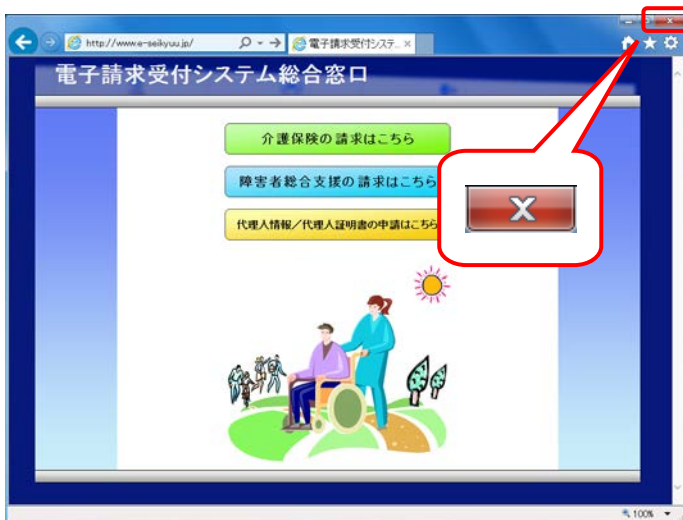 http://www.e-seikyuu.jp/
電子請求受付システ... ×
電子請求受付システム総合窓口
介護保険の請求はこちら
障害者総合支援の請求はこちら
代理人情報／代理人証明書の申請はこちら
X
100%